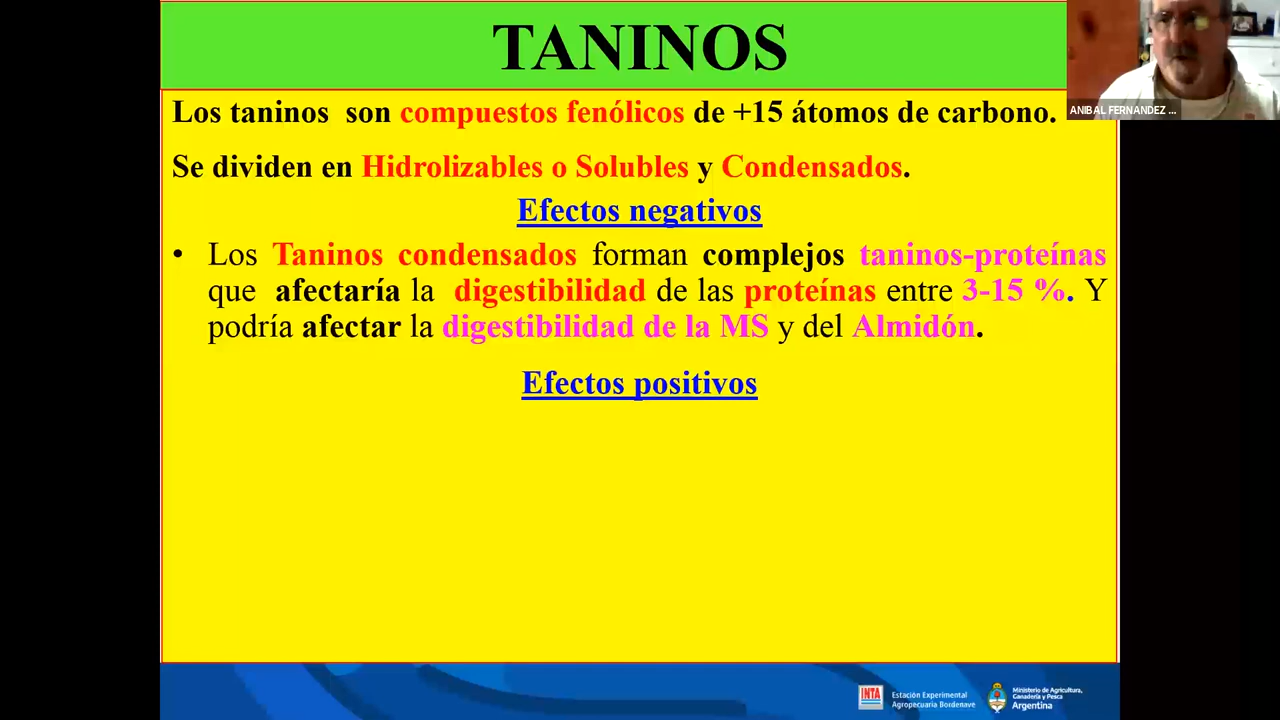 TANINOS
ANIBAL FERNANDEZ ...
Los taninos son compuestos fenólicos de +15 átomos de carbono.
Se dividen en Hidrolizables o Solubles y Condensados.
Efectos negativos
• Los Taninos condensados forman complejos taninos-proteínas
que afectaría la digestibilidad de las proteínas entre 3-15 %. Y
podría afectar la digestibilidad de la MS y del Almidón.
Efectos positivos
INTA
Estación Experimental
Agropecuaria Bordenave
Ministerio de Agricultura,
Ganadería y Pesca
Argentina